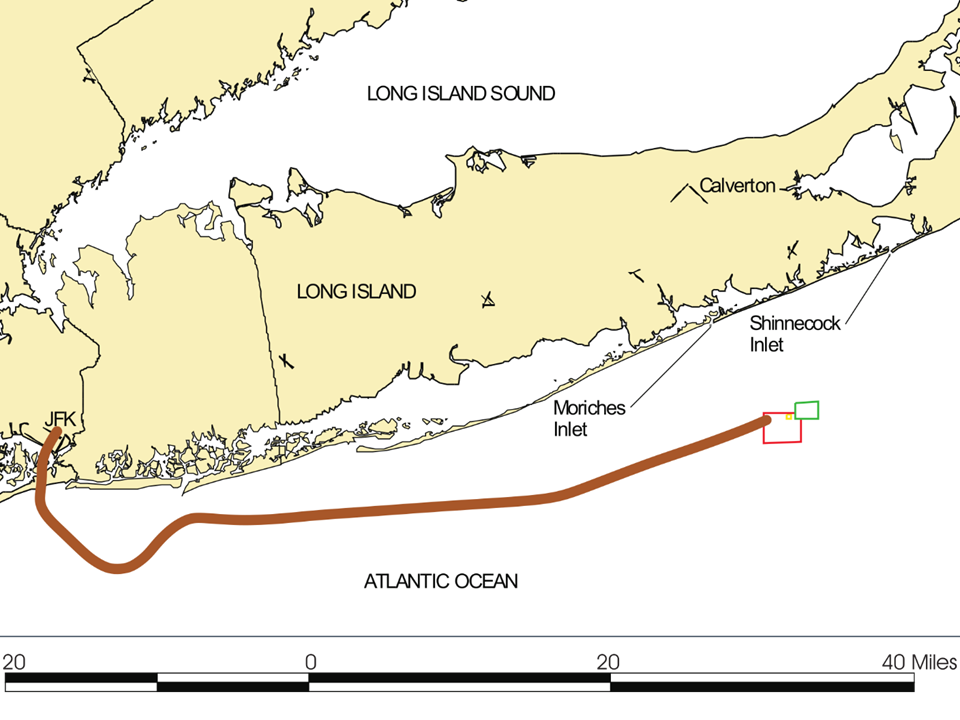 LONG ISLAND SOUND
Calverton
LONG ISLAND
Shinnecock
Inlet
Moriches
Inlet
JFK
ATLANTIC OCEAN
20 0 20 40 Miles